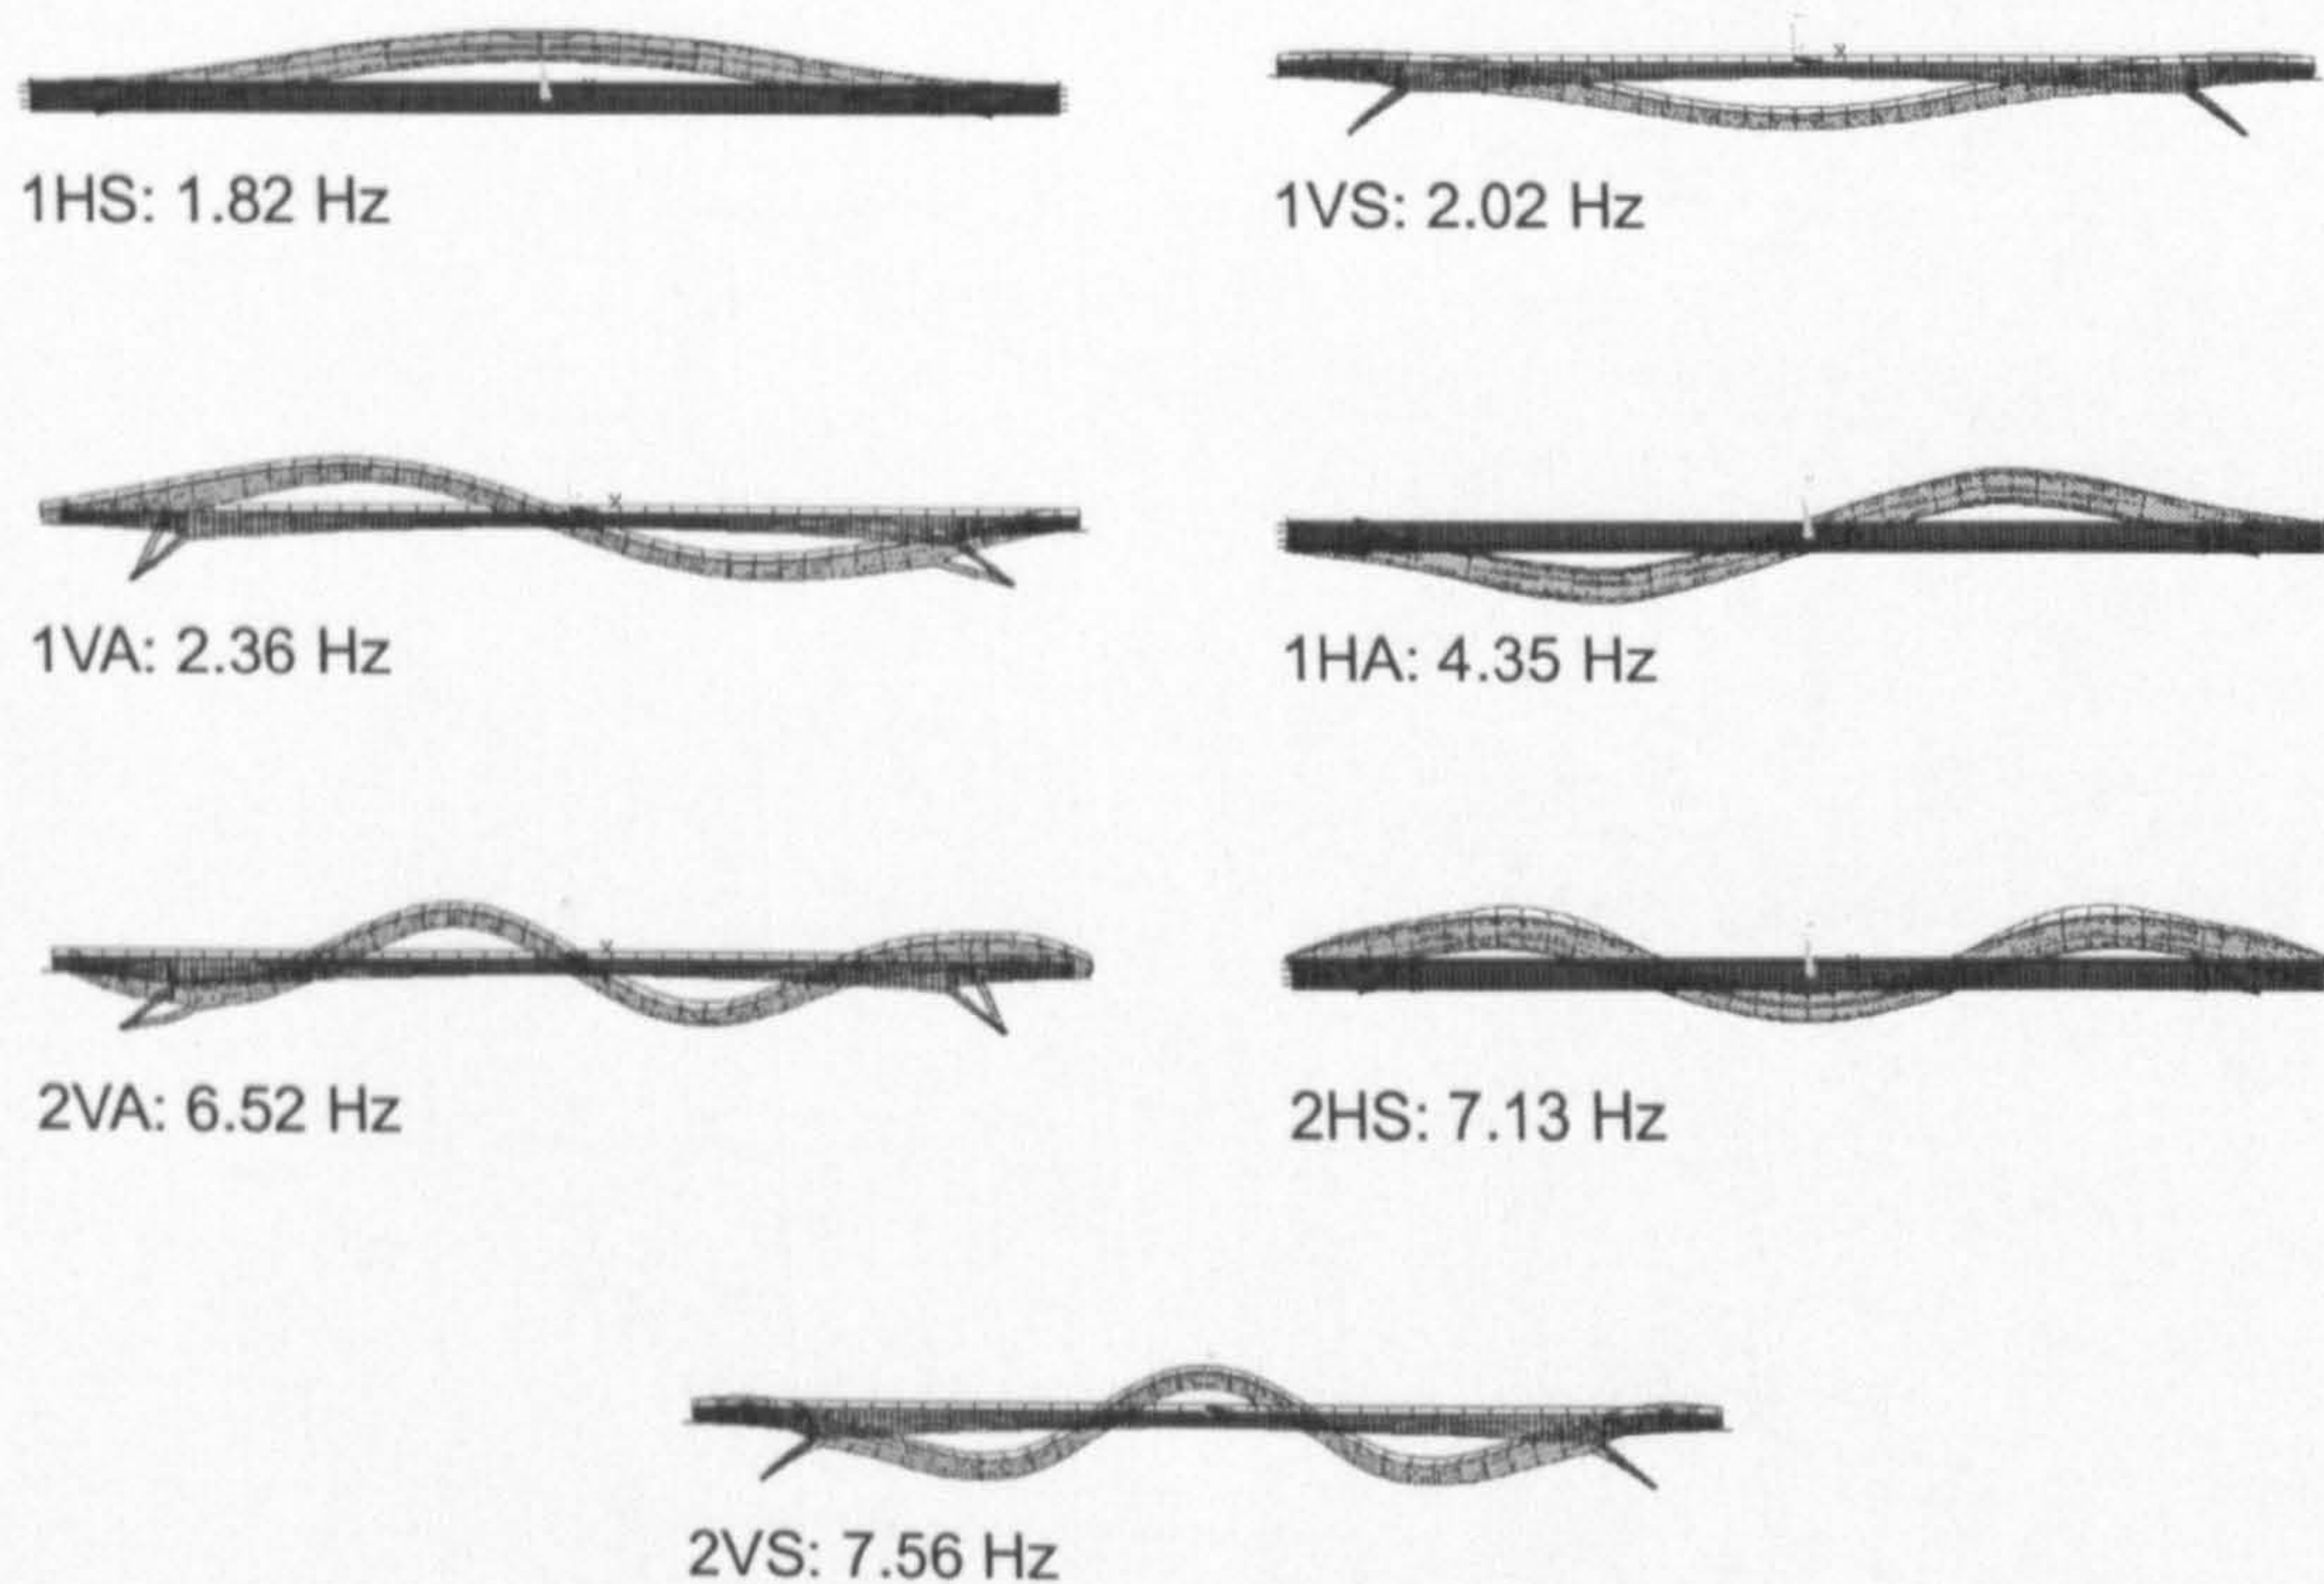 1HS: 1.82 Hz
1VS: 2.02 Hz
1VA: 2.36 Hz
1HA: 4.35 Hz
2VA: 6.52 Hz
2HS: 7.13 Hz
2VS: 7.56 Hz